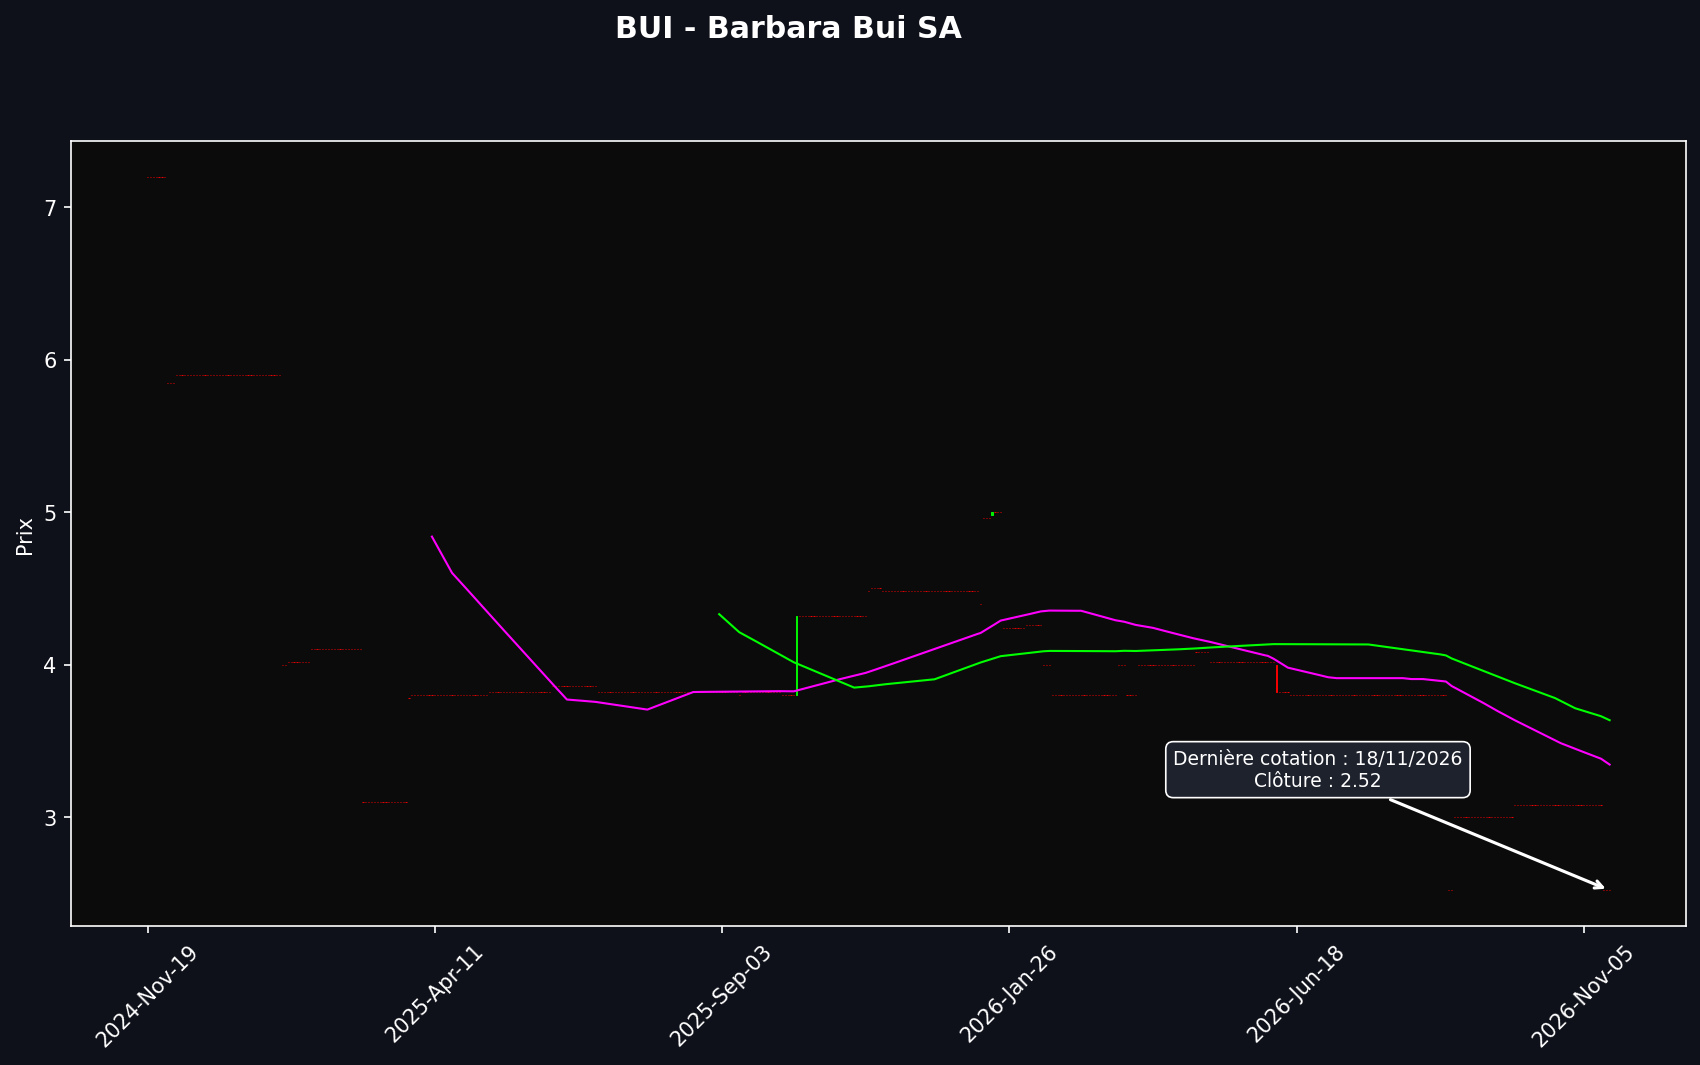 BUI - Barbara Bui SA
Prix
7
6
5
4
3
Dernière cotation : 18/11/2026
Clôture : 2.52
2024-Nov-19
2025-Apr-11
2025-Sep-03
2026-Jan-26
2026-Jun-18
2026-Nov-05